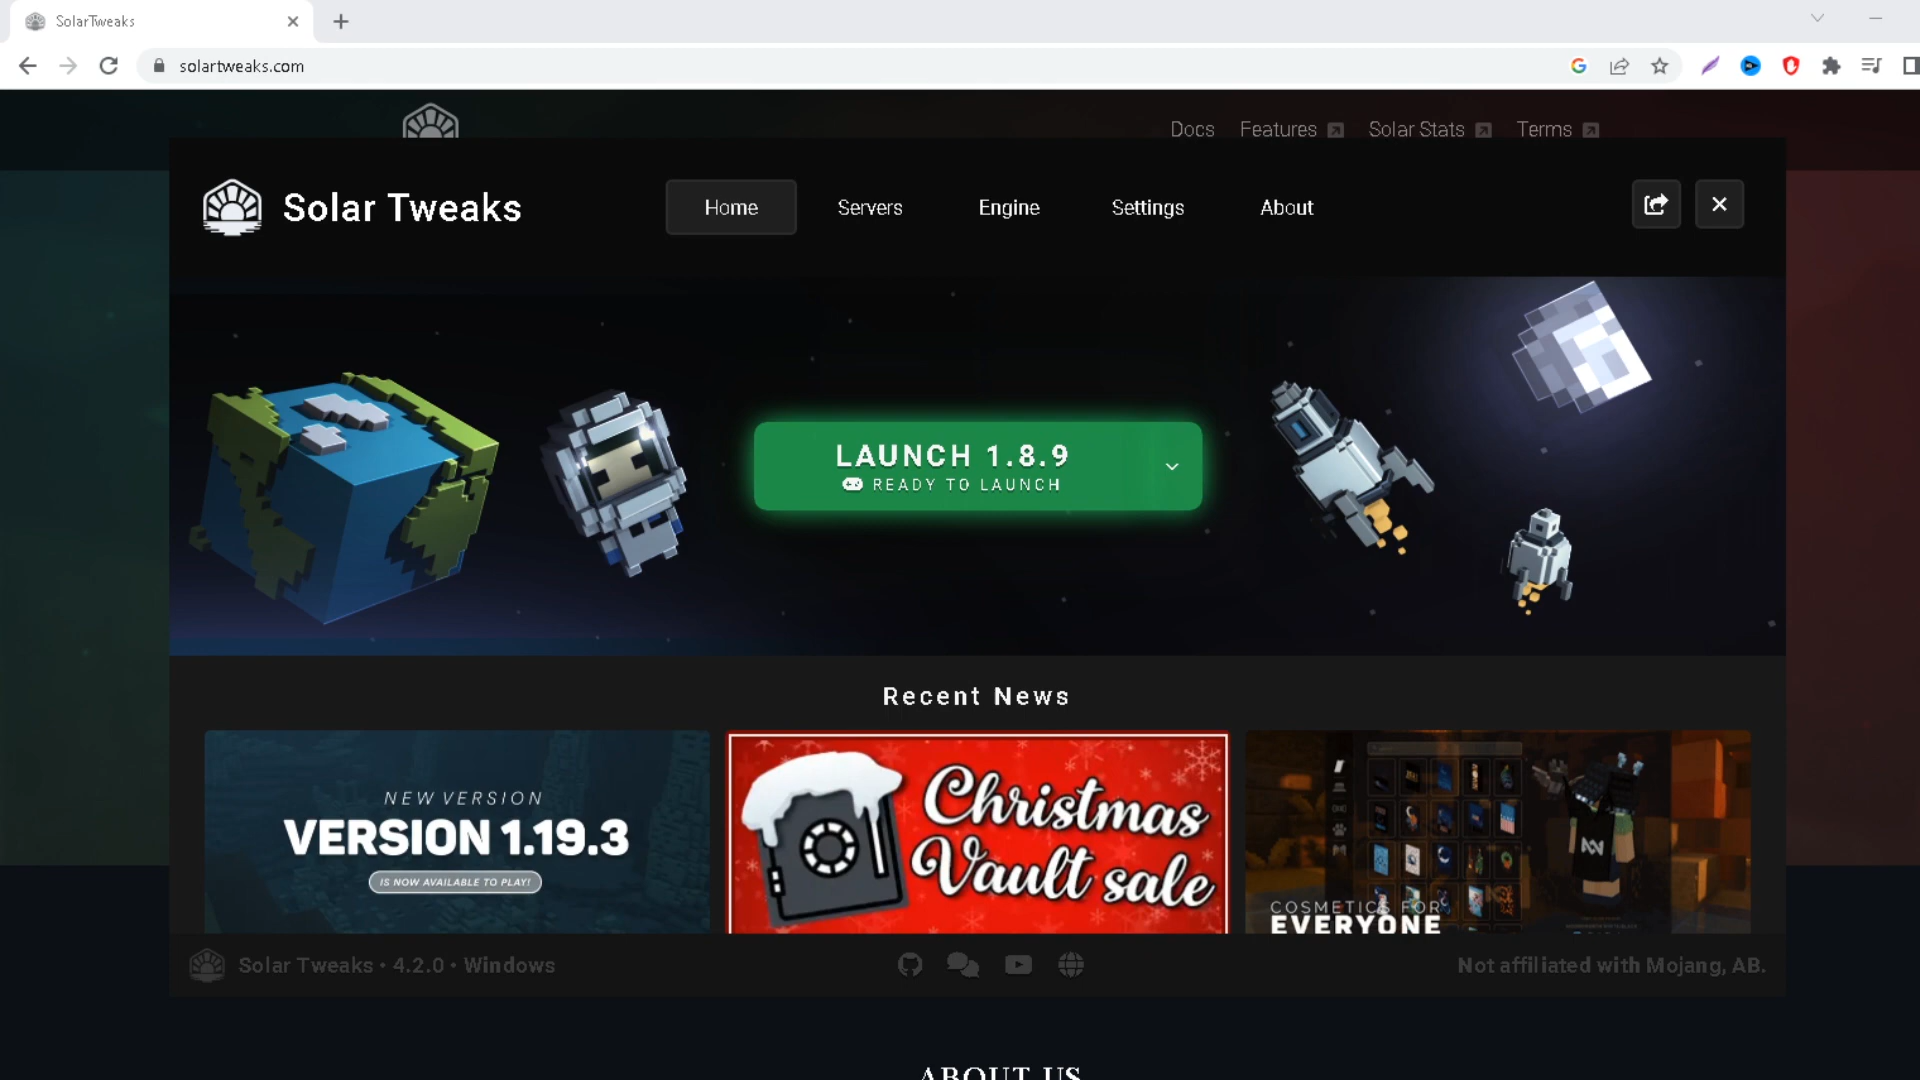 SolarTweaks
solartweaks.com
Docs Features Solar Stats Terms
Solar Tweaks
Home Servers Engine Settings About
LAUNCH 1.8.9
READY TO LAUNCH
Recent News
NEW VERSION
VERSION 1.19.3
IS NOW AVAILABLE TO PLAY!
Christmas
Vault sale
COSMETICS FOR
EVERYONE
Solar Tweaks • 4.2.0 • Windows
Not affiliated with Mojang, AB.
ABOUT US